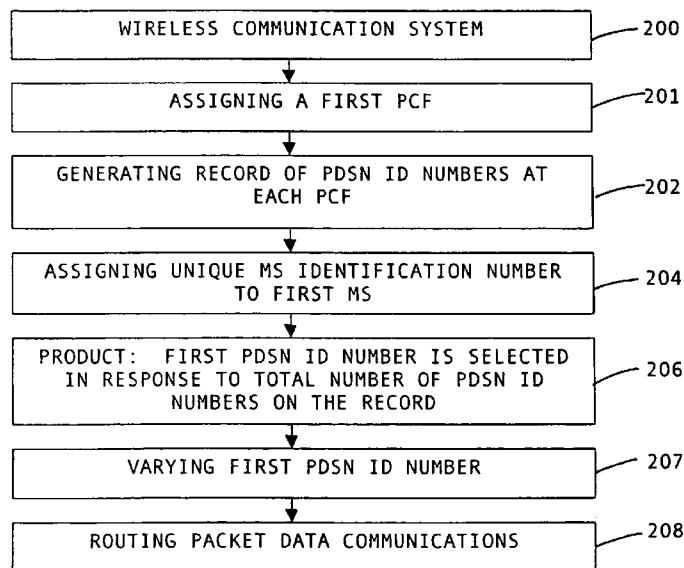 WIRELESS COMMUNICATION SYSTEM
200
ASSIGNING A FIRST PCF
201
GENERATING RECORD OF PDSN ID NUMBERS AT
EACH PCF
202
ASSIGNING UNIQUE MS IDENTIFICATION NUMBER
TO FIRST MS
204
PRODUCT: FIRST PDSN ID NUMBER IS SELECTED
IN RESPONSE TO TOTAL NUMBER OF PDSN ID
NUMBERS ON THE RECORD
206
VARYING FIRST PDSN ID NUMBER
207
ROUTING PACKET DATA COMMUNICATIONS
208